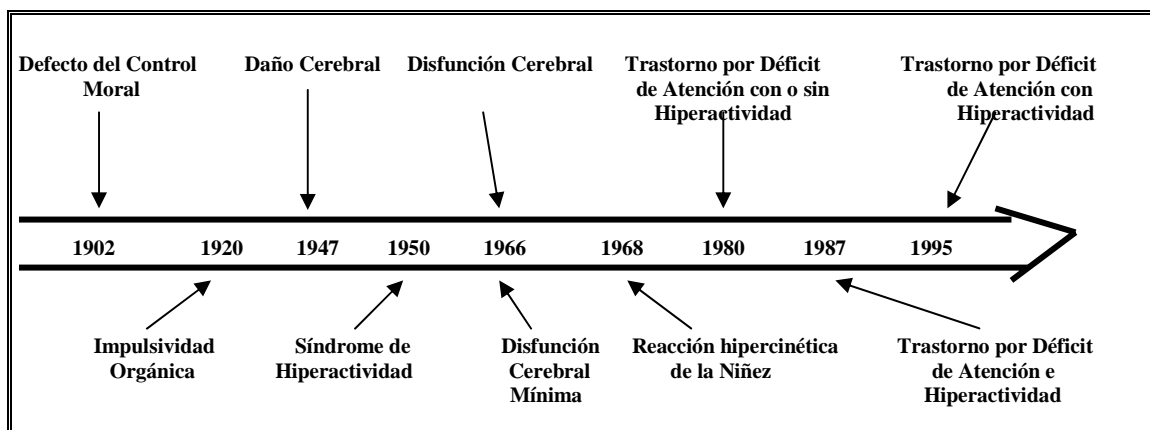 Defecto del Control
Moral
Daño Cerebral
Disfunción Cerebral
Trastorno por Déficit
de Atención con o sin
Hiperactividad
Trastorno por Déficit
de Atención con
Hiperactividad
1902 1920 1947 1950 1966 1968 1980 1987 1995
Impulsividad
Orgánica
Síndrome de
Hiperactividad
Disfunción
Cerebral
Mínima
Reacción hipercinética
de la Niñez
Trastorno por Déficit
de Atención e
Hiperactividad